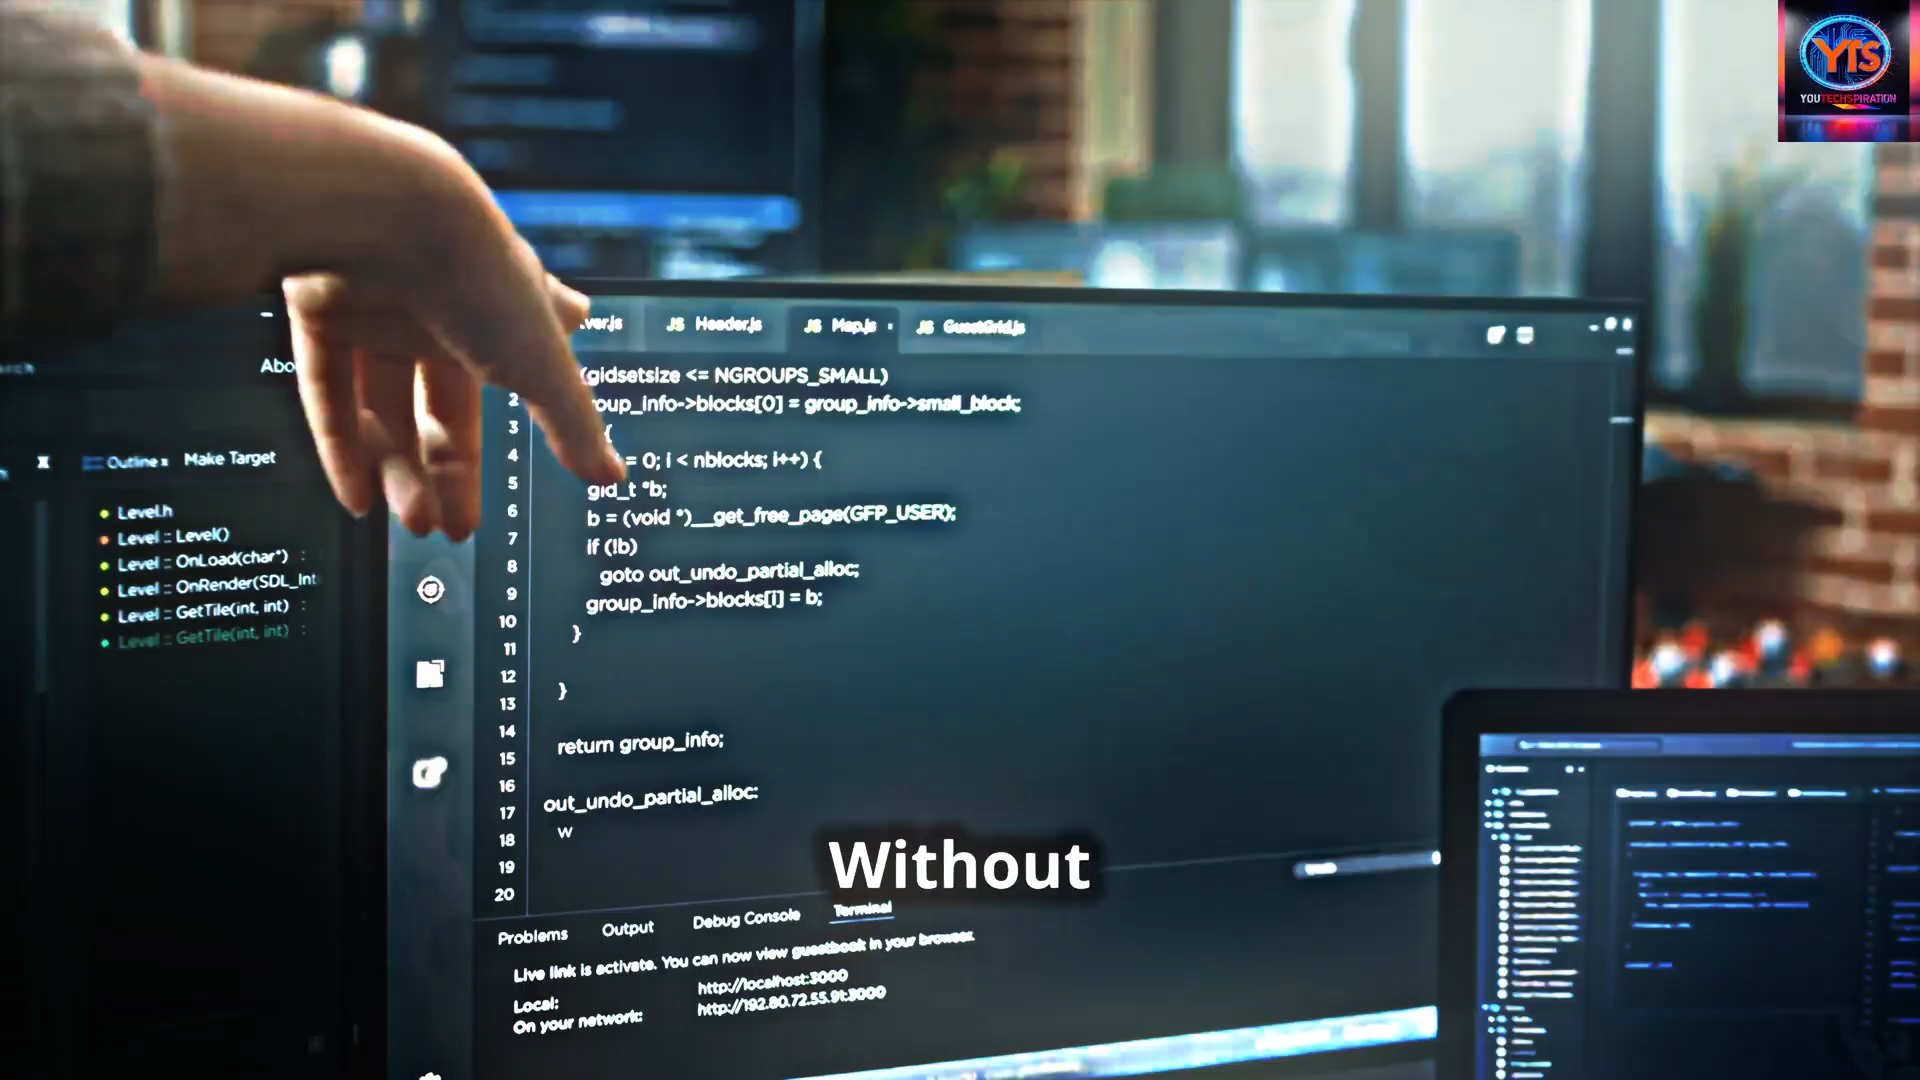 YTS
YOUTECHSPIRATION
ver.js
JS Header.js
JS Map.js
JS GuestGrid.js
Abo
Outline x
Make Target
Level.h
Level :: Level()
Level :: OnLoad(char*) :
Level :: OnRender(SDL_Int
Level :: GetTile(int, int) :
Level :: GetTile(int, int) :
(gidsetsize <= NGROUPS_SMALL)
2 roup_info->blocks[0] = group_info->small_block;
3 {
4 = 0; i < nblocks; i++) {
5 gid_t *b;
6 b = (void *)__get_free_page(GFP_USER);
7 if (!b)
8 goto out_undo_partial_alloc;
9 group_info->blocks[i] = b;
10 }
11
12 }
13
14 return group_info;
15
16 out_undo_partial_alloc:
17 w
18
19
20
Without
Problems Output Debug Console Terminal
Live link is activate. You can now view guestbook in your browser.
Local: http://localhost:3000
On your network: http://192.80.72.55.91:3000